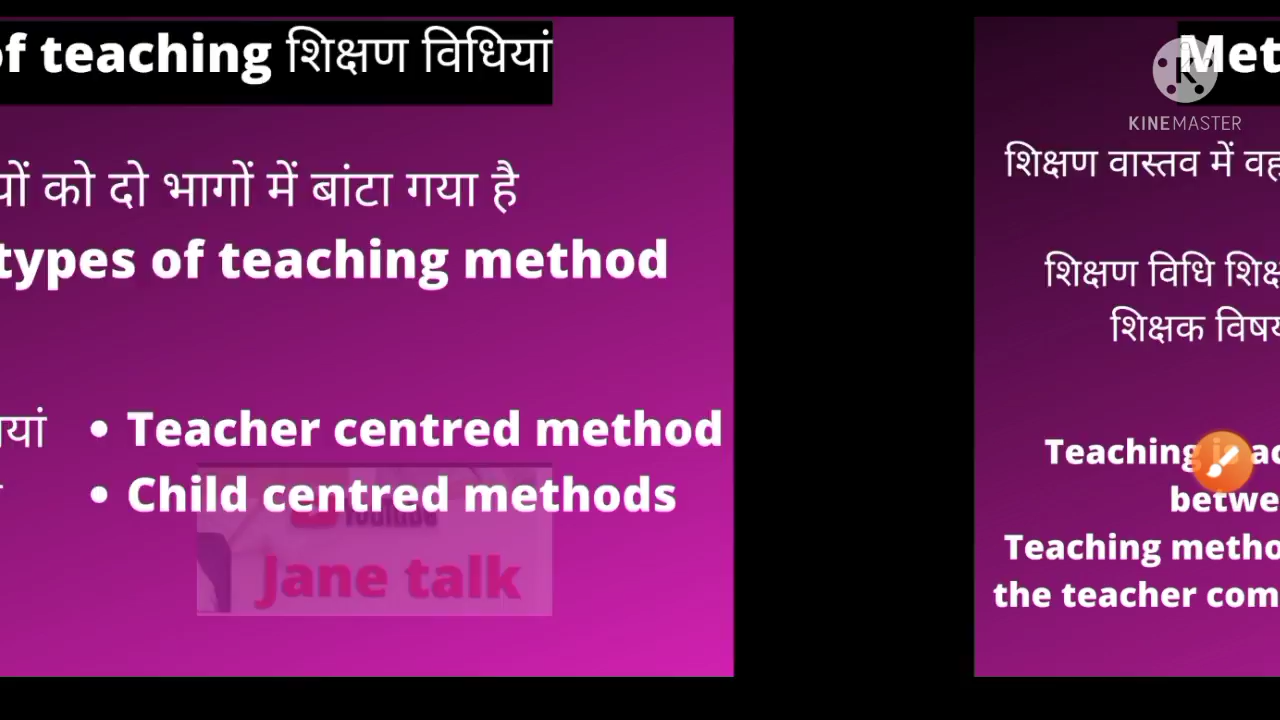 of teaching शिक्षण विधियां
यों को दो भागों में बांटा गया है
types of teaching method
यां • Teacher centred method
• Child centred methods
YouTube
Jane talk
Met
KINEMASTER
शिक्षण वास्तव में वह
शिक्षण विधि
शिक्षक
Teaching
betwe
Teaching metho
the teacher com